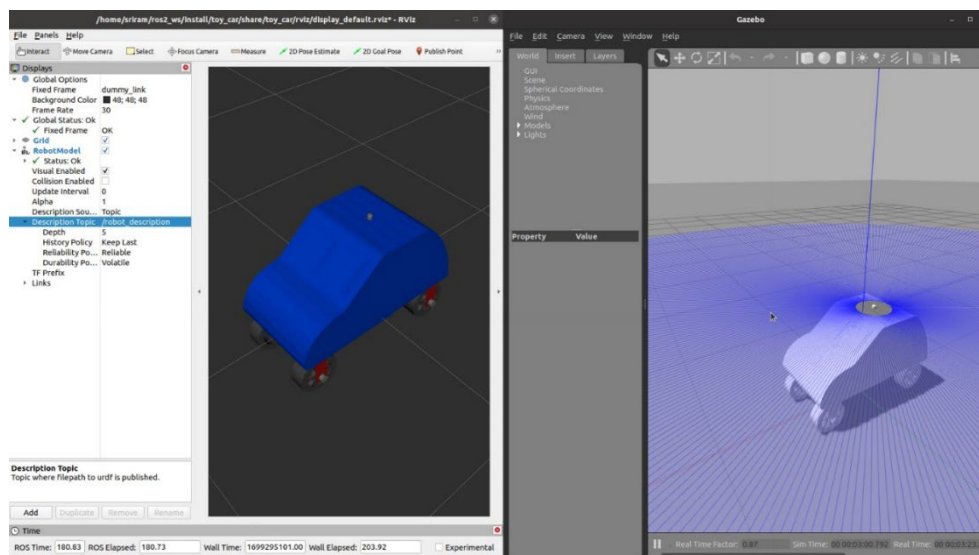 /home/sriram/ros2_ws/install/toy_car/share/toy_car/rviz/display_default.rviz* - RViz
File Panels Help
Interact Move Camera Select Focus Camera Measure 2D Pose Estimate 2D Goal Pose Publish Point
Displays
Global Options
Fixed Frame dummy_link
Background Color 48; 48; 48
Frame Rate 30
Global Status: Ok
Fixed Frame OK
Grid
RobotModel
Status: Ok
Visual Enabled
Collision Enabled
Update Interval 0
Alpha 1
Description Sou... Topic
Description Topic /robot_description
Depth 5
History Policy Keep Last
Reliability Po... Reliable
Durability Po... Volatile
TF Prefix
Links
Description Topic
Topic where filepath to urdf is published.
Add Duplicate Remove Rename
Time
ROS Time: 180.83 ROS Elapsed: 180.73 Wall Time: 1699295101.00 Wall Elapsed: 203.92 Experimental
Gazebo
File Edit Camera View Window Help
World Insert Layers
GUI
Scene
Spherical Coordinates
Physics
Atmosphere
Wind
Models
Lights
Property Value
Real Time Factor: 0.87 Sim Time: 00 00:03:00.792 Real Time: